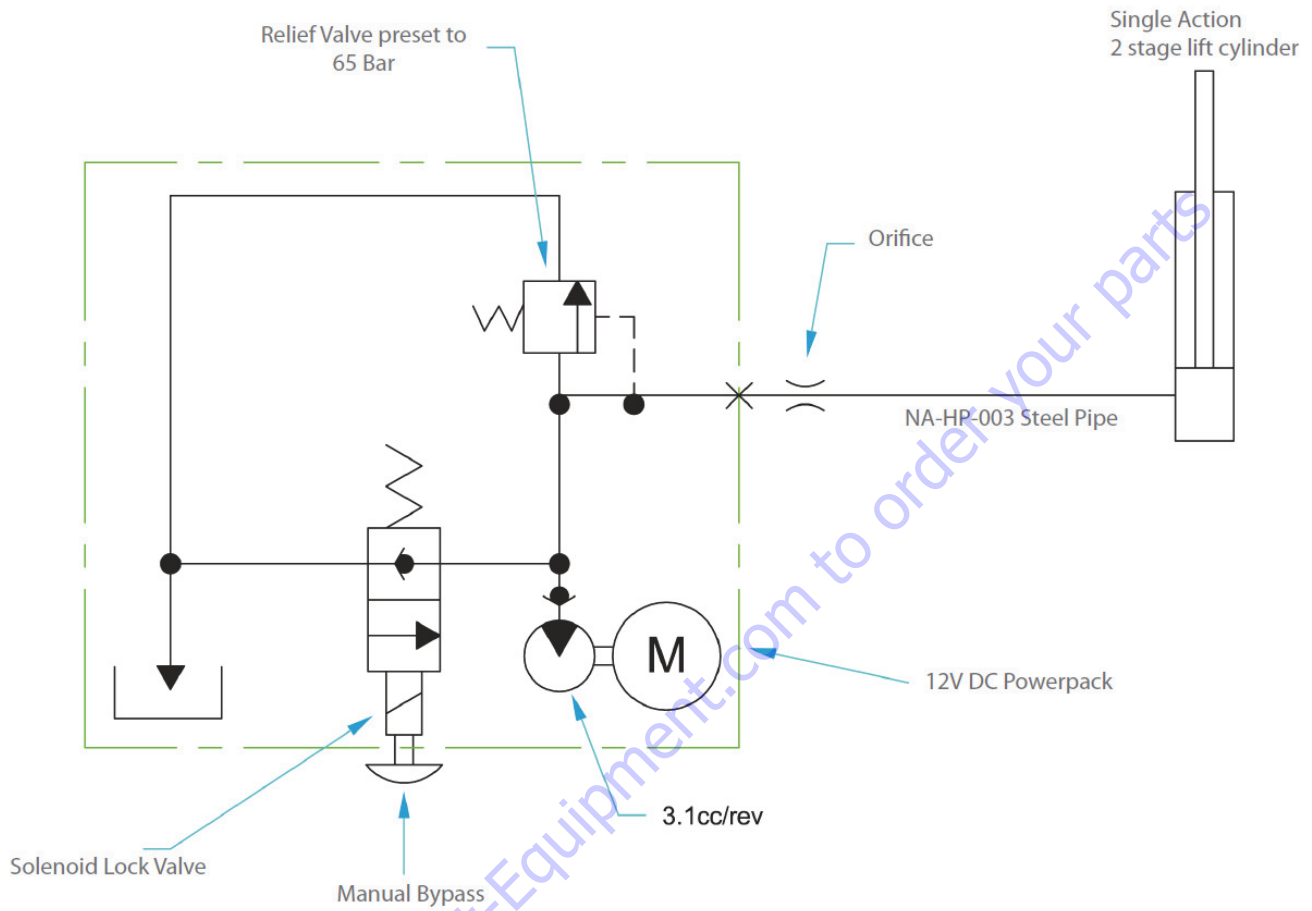 Single Action
2 stage lift cylinder
Relief Valve preset to
65 Bar
Orifice
NA-HP-003 Steel Pipe
M
12V DC Powerpack
3.1cc/rev
Solenoid Lock Valve
Manual Bypass
-Equipment.com to order your parts